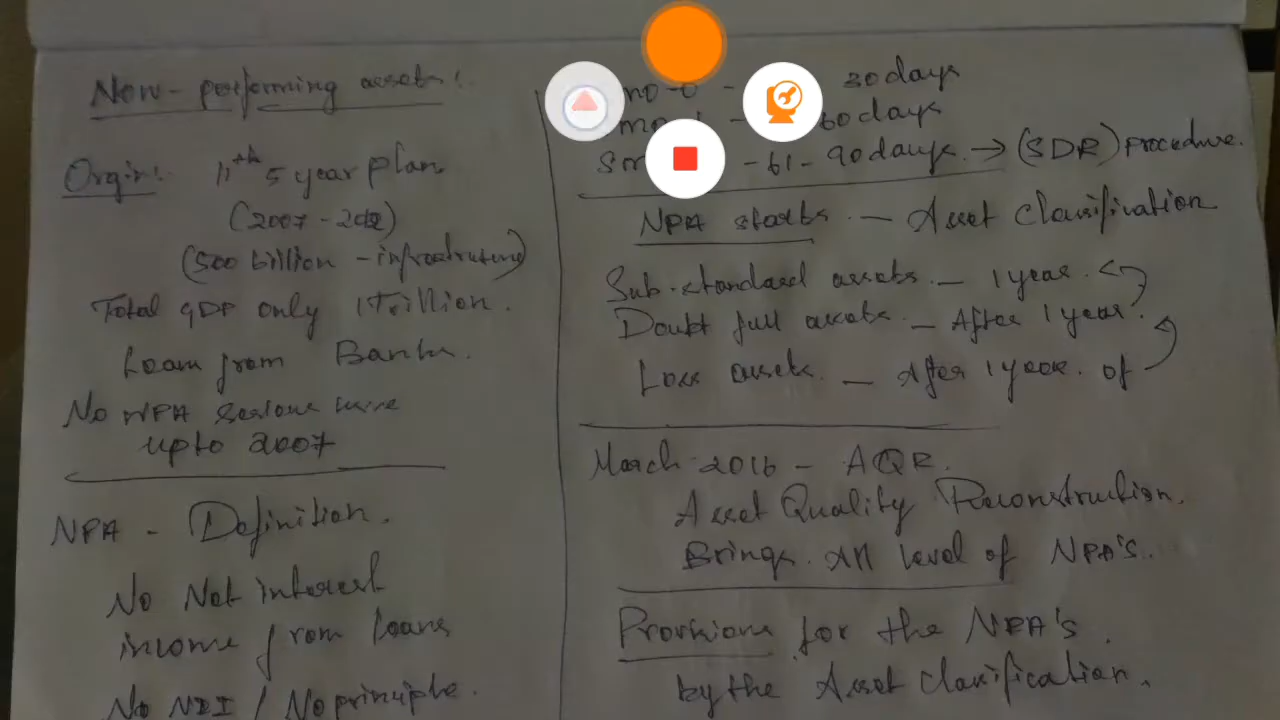 Non-performing assets:
Orgin: 11th 5 year plan
(2007 - 2012)
(500 billion - infrastructure)
Total GDP only 1 Trillion.
Loan from Banks.
No NPA
upto 2007
NPA - Definition.
No Net interest
income from loans
No NII / No principle.
30 days
60 days
- 61 - 90 days. → (SDR) procedure.
NPA starts - Asset Classification
Sub-standard assets. - 1 year.
Doubt full assets. - After 1 year.
Loss assets. - After 1 year of
March 2016 - AQR.
Asset Quality Reconstruction.
Brings All level of NPA's.
Provisions for the NPA's.
by the Asset Classification.